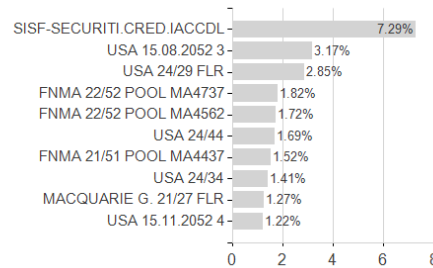 SISF-SECURITI.CRED.IACCDL 7.29%
USA 15.08.2052 3 3.17%
USA 24/29 FLR 2.85%
FNMA 22/52 POOL MA4737 1.82%
FNMA 22/52 POOL MA4562 1.72%
USA 24/44 1.69%
FNMA 21/51 POOL MA4437 1.52%
USA 24/34 1.41%
MACQUARIE G. 21/27 FLR 1.27%
USA 15.11.2052 4 1.22%
0 2 4 6 8